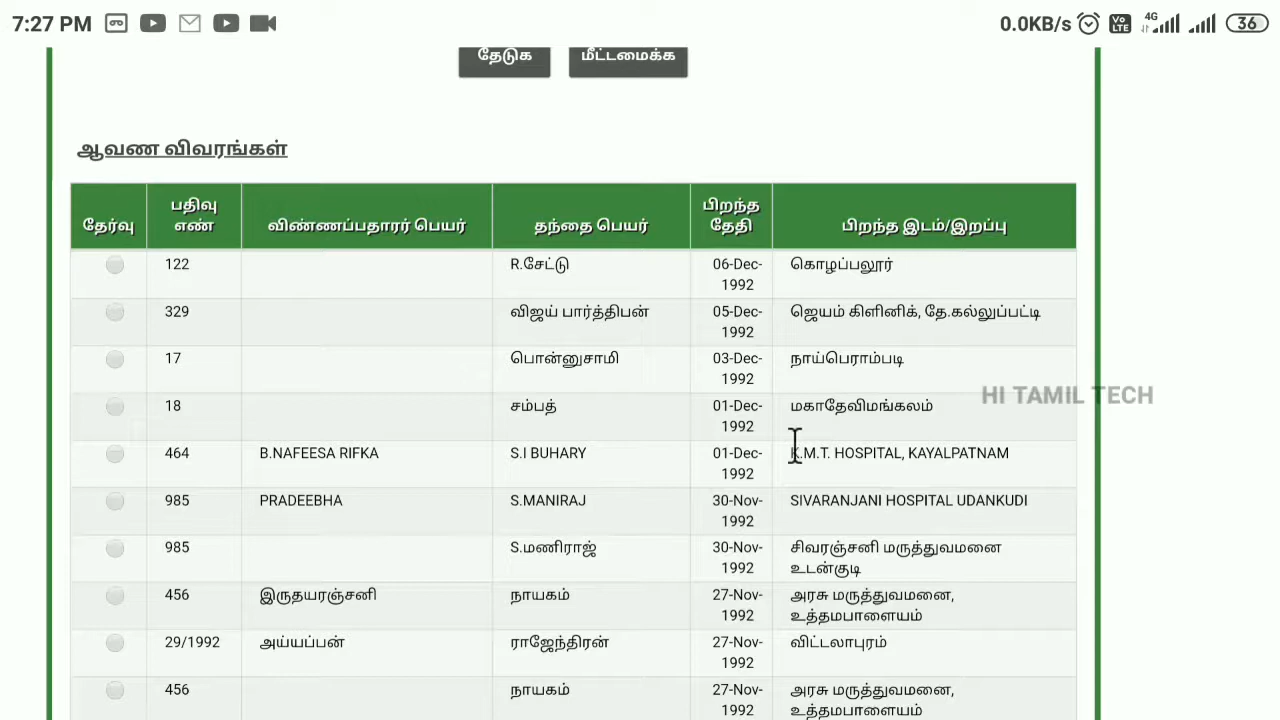 7:27 PM 0.0KB/s Vo LTE 4G 36
தேடுக மீட்டமைக்க
ஆவண விவரங்கள்
தேர்வு பதிவு எண் விண்ணப்பதாரர் பெயர் தந்தை பெயர் பிறந்த தேதி பிறந்த இடம்/இறப்பு
122 R.சேட்டு 06-Dec- கொழப்பலூர்
1992
329 விஜய் பார்த்திபன் 05-Dec- ஜெயம் கிளினிக், தே.கல்லுப்பட்டி
1992
17 பொன்னுசாமி 03-Dec- நாய்பெராம்படி
1992
HI TAMIL TECH
18 சம்பத் 01-Dec- மகாதேவிமங்கலம்
1992
464 B.NAFEESA RIFKA S.I BUHARY 01-Dec- K.M.T. HOSPITAL, KAYALPATNAM
1992
985 PRADEEBHA S.MANIRAJ 30-Nov- SIVARANJANI HOSPITAL UDANKUDI
1992
985 S.மணிராஜ் 30-Nov- சிவரஞ்சனி மருத்துவமனை
1992 உடன்குடி
456 இருதயரஞ்சனி நாயகம் 27-Nov- அரசு மருத்துவமனை,
1992 உத்தமபாளையம்
29/1992 அய்யப்பன் ராஜேந்திரன் 27-Nov- விட்டலாபுரம்
1992
456 நாயகம் 27-Nov- அரசு மருத்துவமனை,
1992 உத்தமபாளையம்